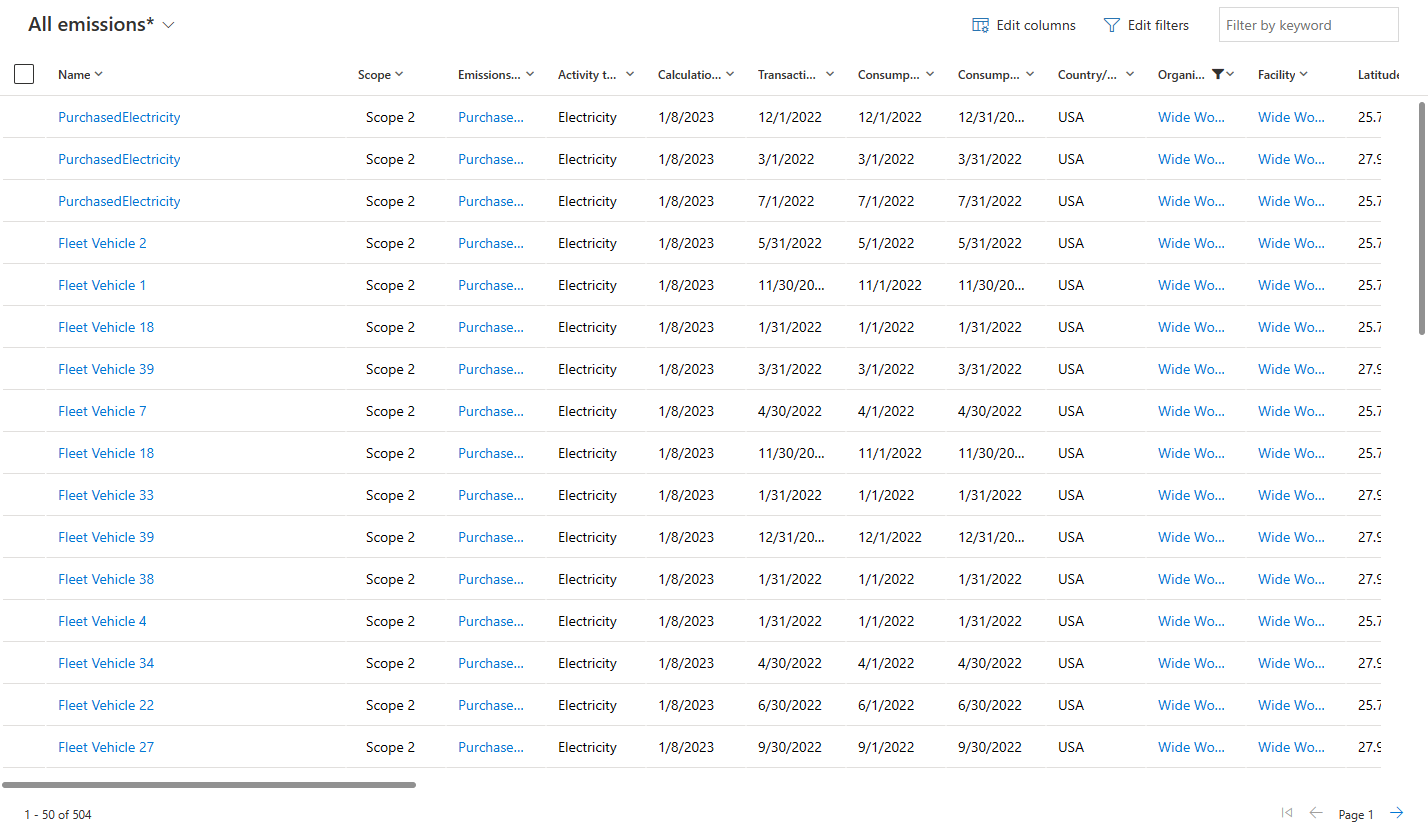 All emissions*
Edit columns Edit filters Filter by keyword
Name Scope Emissions... Activity t... Calculatio... Transacti... Consump... Consump... Country/... Organi... Facility Latitude
PurchasedElectricity Scope 2 Purchase... Electricity 1/8/2023 12/1/2022 12/1/2022 12/31/20... USA Wide Wo... Wide Wo... 25.7
PurchasedElectricity Scope 2 Purchase... Electricity 1/8/2023 3/1/2022 3/1/2022 3/31/2022 USA Wide Wo... Wide Wo... 27.9
PurchasedElectricity Scope 2 Purchase... Electricity 1/8/2023 7/1/2022 7/1/2022 7/31/2022 USA Wide Wo... Wide Wo... 25.7
Fleet Vehicle 2 Scope 2 Purchase... Electricity 1/8/2023 5/31/2022 5/1/2022 5/31/2022 USA Wide Wo... Wide Wo... 25.7
Fleet Vehicle 1 Scope 2 Purchase... Electricity 1/8/2023 11/30/20... 11/1/2022 11/30/20... USA Wide Wo... Wide Wo... 25.7
Fleet Vehicle 18 Scope 2 Purchase... Electricity 1/8/2023 1/31/2022 1/1/2022 1/31/2022 USA Wide Wo... Wide Wo... 25.7
Fleet Vehicle 39 Scope 2 Purchase... Electricity 1/8/2023 3/31/2022 3/1/2022 3/31/2022 USA Wide Wo... Wide Wo... 27.9
Fleet Vehicle 7 Scope 2 Purchase... Electricity 1/8/2023 4/30/2022 4/1/2022 4/30/2022 USA Wide Wo... Wide Wo... 25.7
Fleet Vehicle 18 Scope 2 Purchase... Electricity 1/8/2023 11/30/20... 11/1/2022 11/30/20... USA Wide Wo... Wide Wo... 25.7
Fleet Vehicle 33 Scope 2 Purchase... Electricity 1/8/2023 1/31/2022 1/1/2022 1/31/2022 USA Wide Wo... Wide Wo... 27.9
Fleet Vehicle 39 Scope 2 Purchase... Electricity 1/8/2023 12/31/20... 12/1/2022 12/31/20... USA Wide Wo... Wide Wo... 27.9
Fleet Vehicle 38 Scope 2 Purchase... Electricity 1/8/2023 1/31/2022 1/1/2022 1/31/2022 USA Wide Wo... Wide Wo... 27.9
Fleet Vehicle 4 Scope 2 Purchase... Electricity 1/8/2023 1/31/2022 1/1/2022 1/31/2022 USA Wide Wo... Wide Wo... 25.7
Fleet Vehicle 34 Scope 2 Purchase... Electricity 1/8/2023 4/30/2022 4/1/2022 4/30/2022 USA Wide Wo... Wide Wo... 27.9
Fleet Vehicle 22 Scope 2 Purchase... Electricity 1/8/2023 6/30/2022 6/1/2022 6/30/2022 USA Wide Wo... Wide Wo... 25.7
Fleet Vehicle 27 Scope 2 Purchase... Electricity 1/8/2023 9/30/2022 9/1/2022 9/30/2022 USA Wide Wo... Wide Wo... 27.9
1 - 50 of 504 Page 1